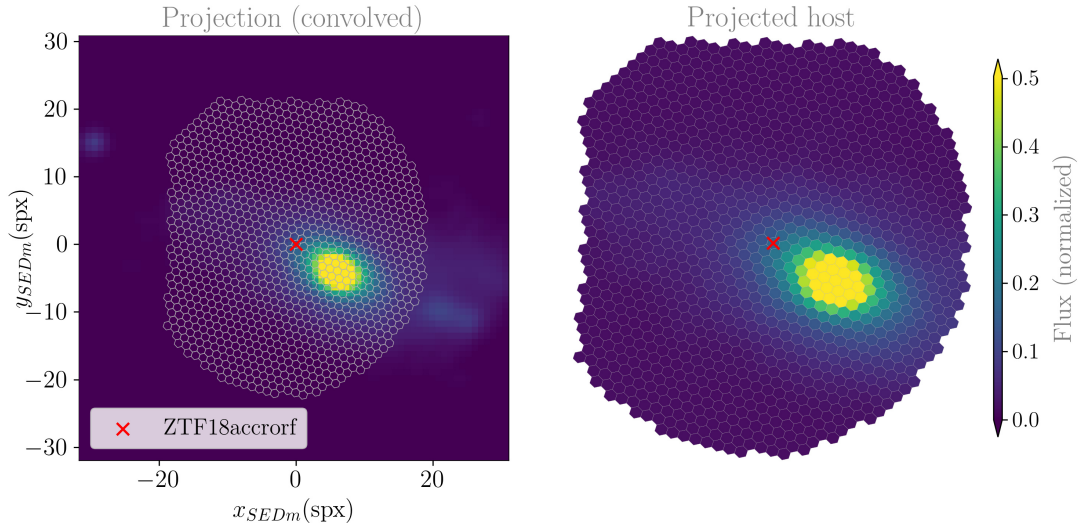 Projection (convolved)
Projected host
30
20
10
0
−10
−20
−30
y_SEDm(spx)
ZTF18accrorf
−20
0
20
x_SEDm(spx)
0.5
0.4
0.3
0.2
0.1
0.0
Flux (normalized)